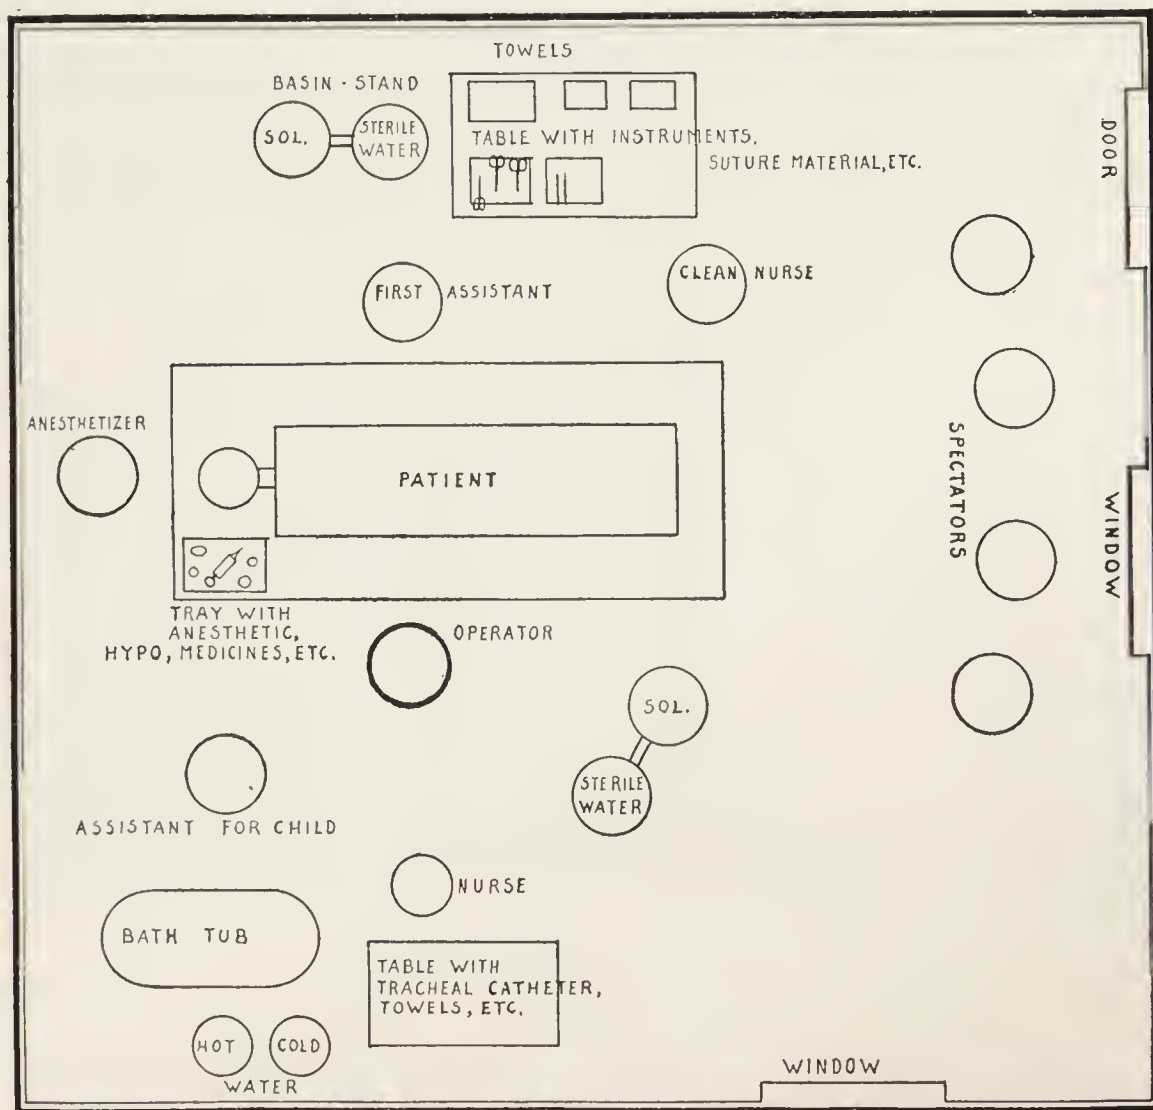 TOWELS
BASIN - STAND
SOL.
STERILE
WATER
TABLE WITH INSTRUMENTS,
SUTURE MATERIAL, ETC.
DOOR
FIRST ASSISTANT
CLEAN NURSE
ANESTHETIZER
PATIENT
SPECTATORS
WINDOW
TRAY WITH
ANESTHETIC,
HYPO, MEDICINES, ETC.
OPERATOR
SOL.
STERILE
WATER
ASSISTANT FOR CHILD
NURSE
BATH TUB
TABLE WITH
TRACHEAL CATHETER,
TOWELS, ETC.
HOT
COLD
WATER
WINDOW